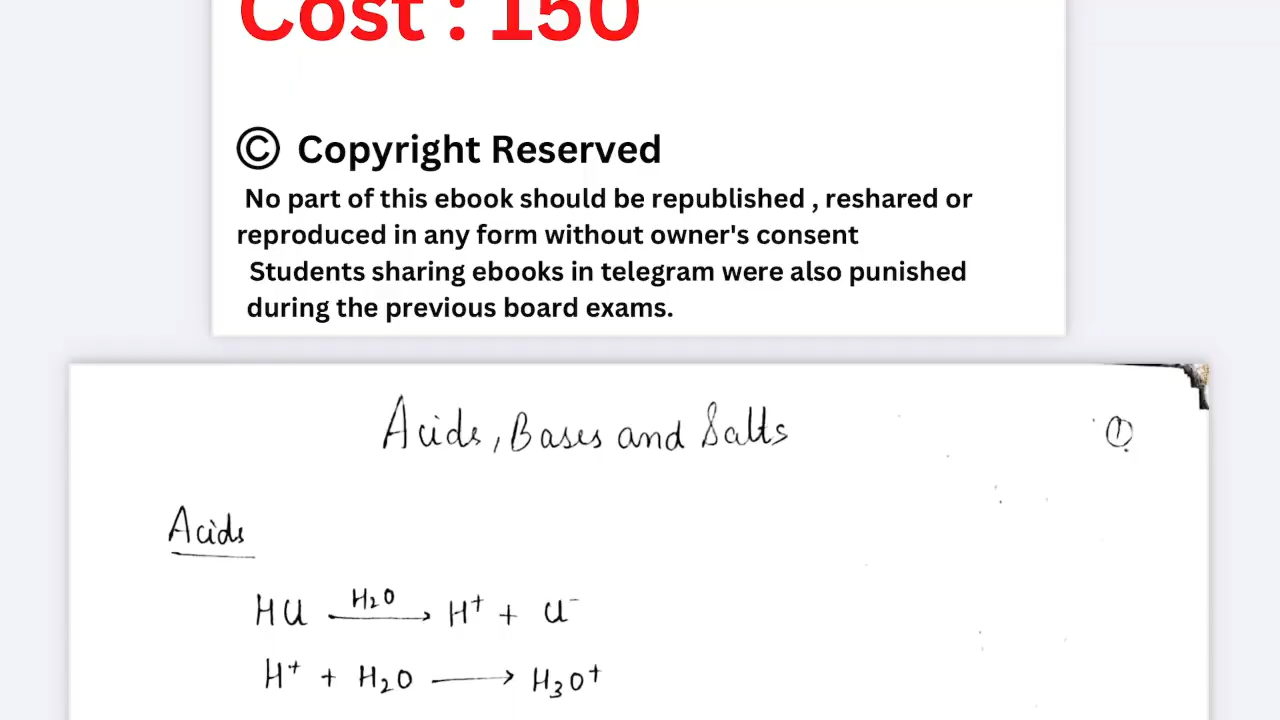 Cost : 150
© Copyright Reserved
No part of this ebook should be republished , reshared or
reproduced in any form without owner's consent
Students sharing ebooks in telegram were also punished
during the previous board exams.
Acids, Bases and Salts
①
Acids
HCl —H₂O→ H⁺ + Cl⁻
H⁺ + H₂O ⟶ H₃O⁺